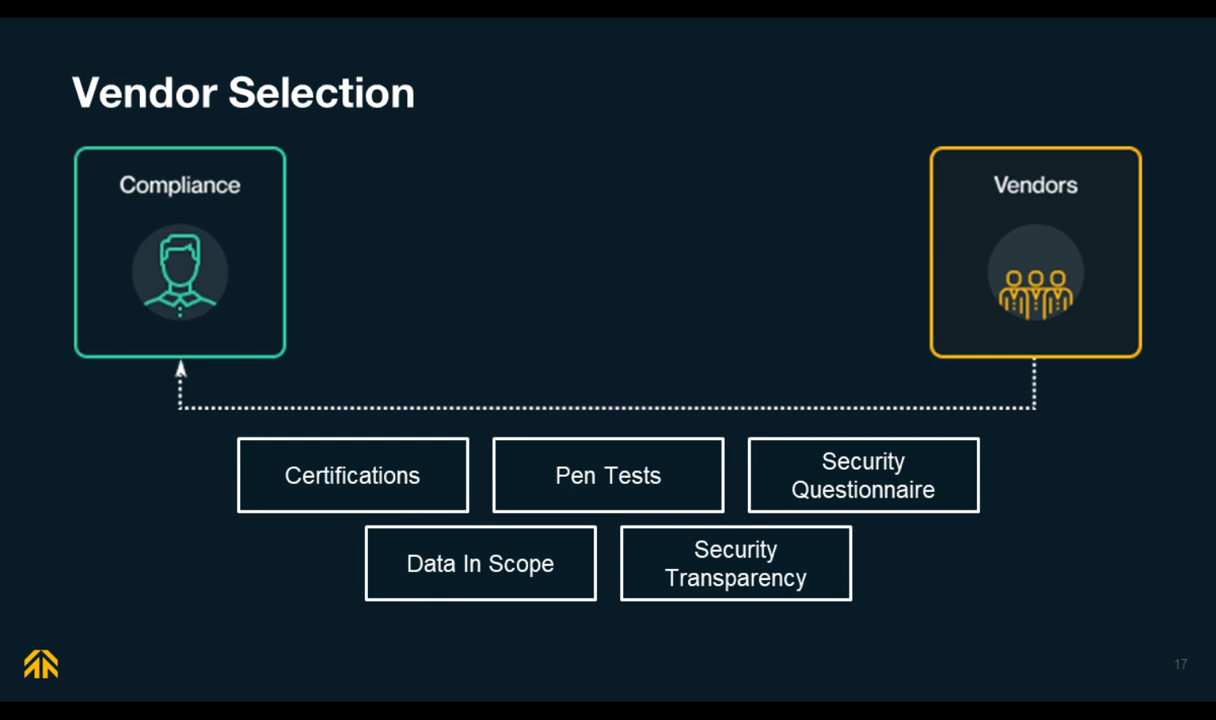 Vendor Selection
Compliance
Vendors
Certifications
Pen Tests
Security
Questionnaire
Data In Scope
Security
Transparency
17